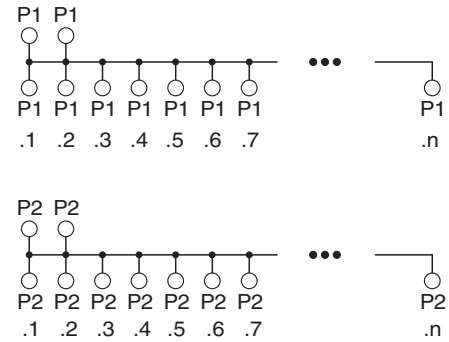 P1 P1
P1 P1 P1 P1 P1 P1 P1 P1
.1 .2 .3 .4 .5 .6 .7 .n
P2 P2
P2 P2 P2 P2 P2 P2 P2 P2
.1 .2 .3 .4 .5 .6 .7 .n